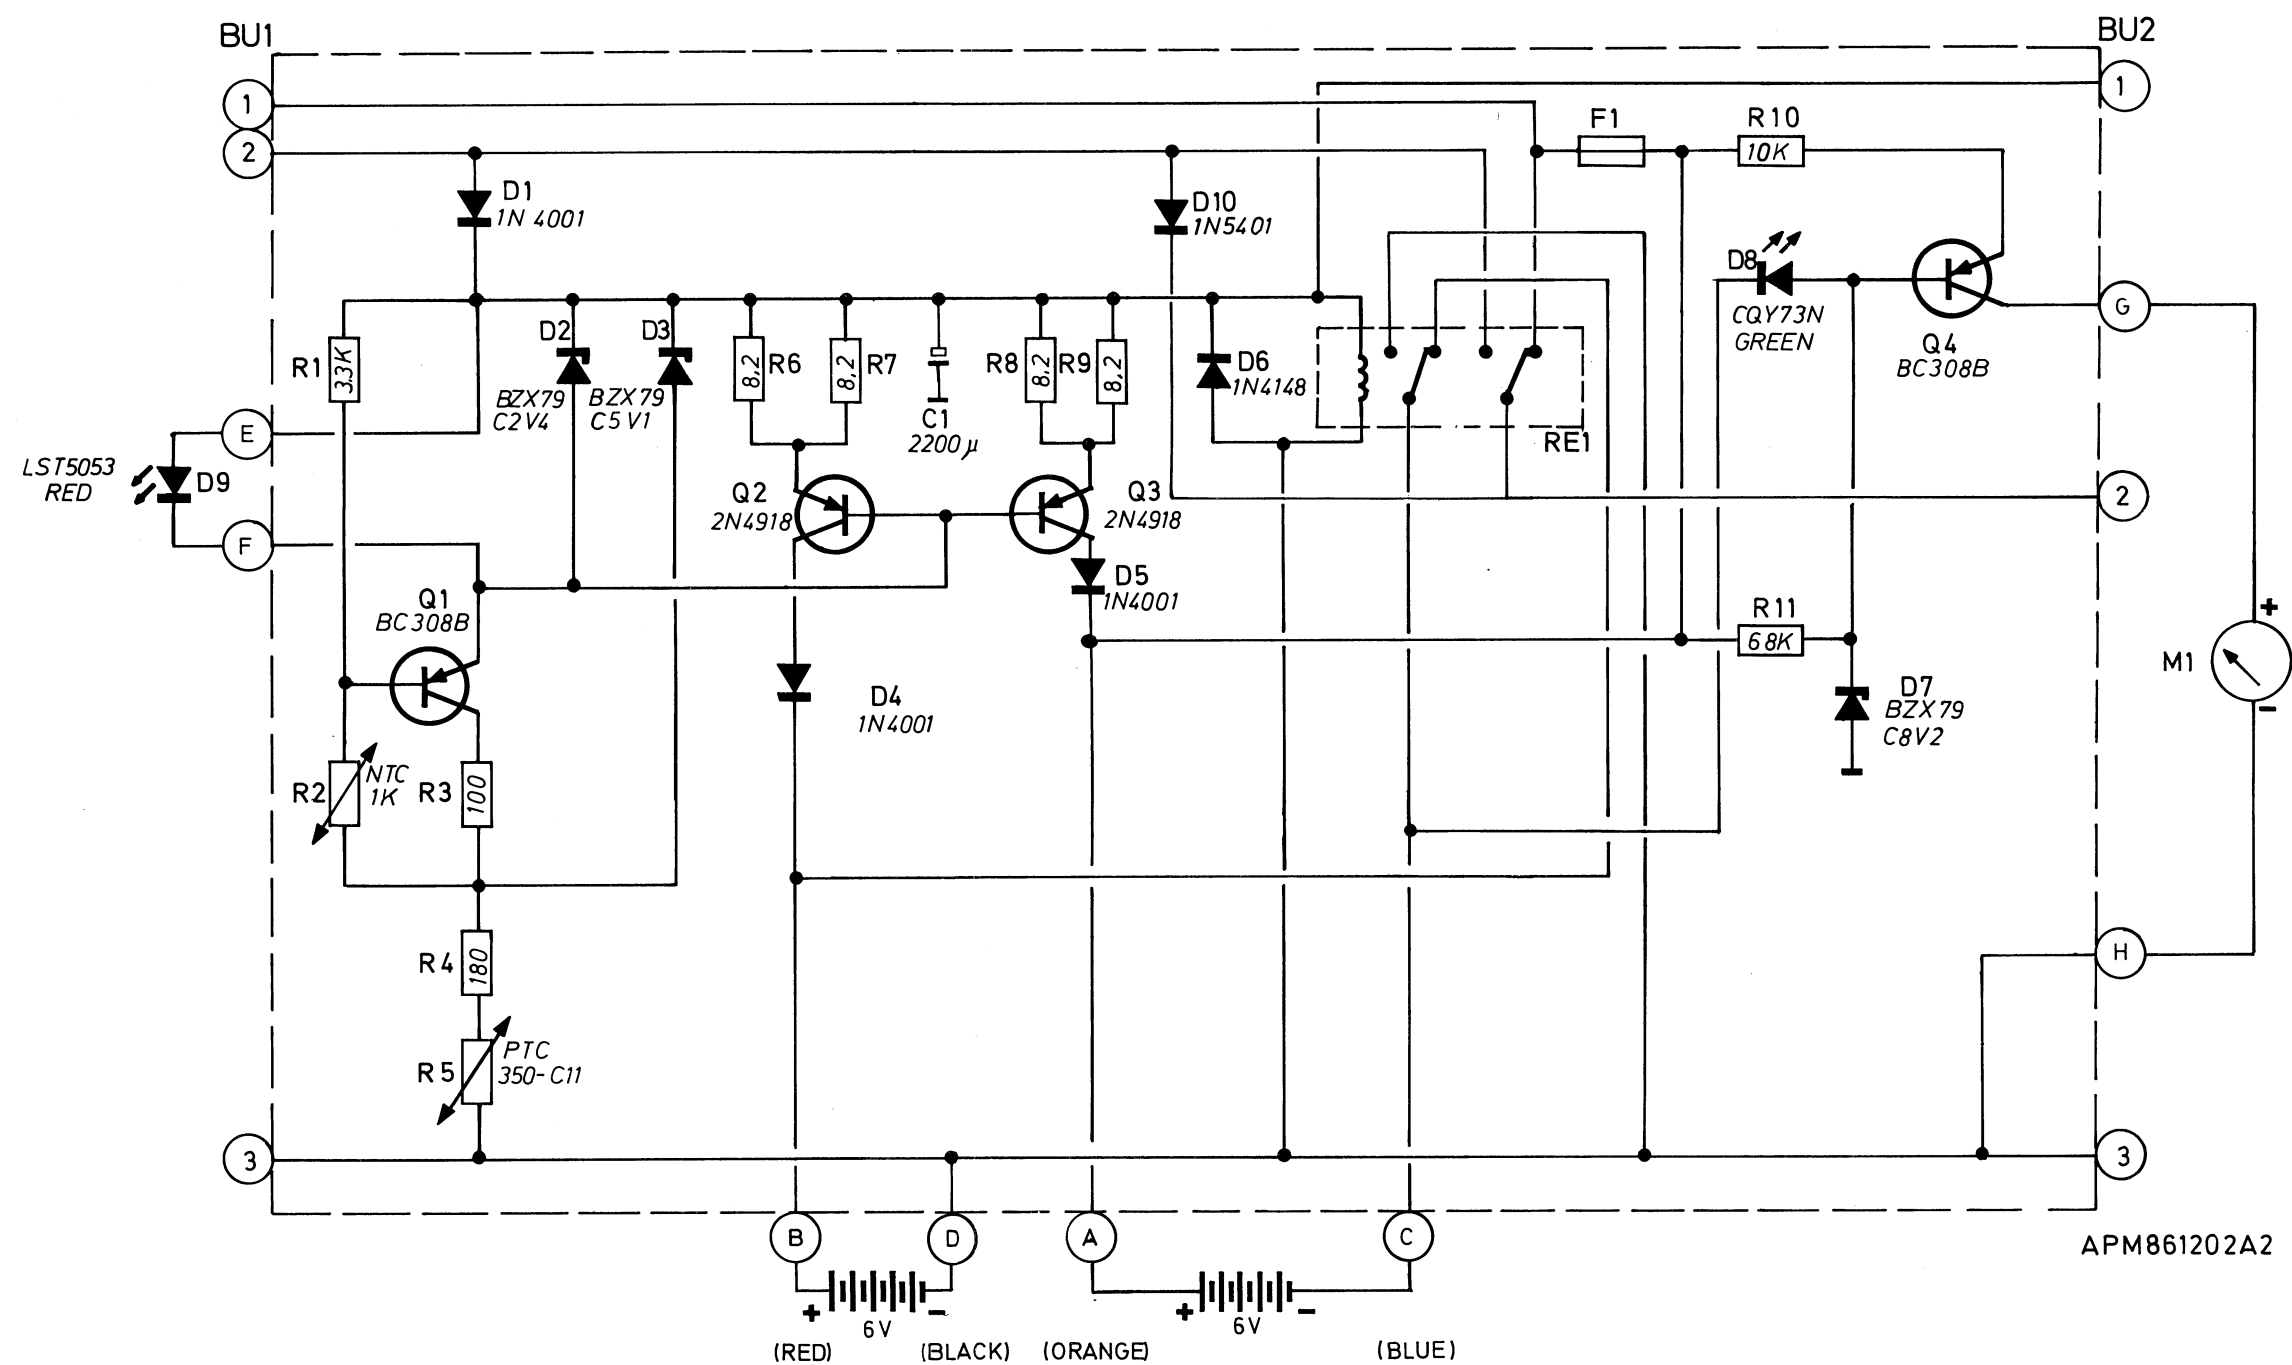 BU1
BU2
1
1
2
F1
R10
10K
D1
1N 4001
D10
1N5401
D8
CQY73N
GREEN
G
Q4
BC308B
R1
3.3K
D2
BZX79
C2V4
D3
BZX79
C5V1
8,2
R6
8,2
R7
C1
2200μ
R8
8,2
R9
8,2
D6
1N4148
RE1
E
LST5053
RED
D9
F
Q2
2N4918
Q3
2N4918
2
D5
1N4001
Q1
BC308B
R11
68K
M1
+
-
D4
1N4001
D7
BZX79
C8V2
R2
NTC
1K
R3
100
R4
180
H
R5
PTC
350-C11
3
3
B
D
A
C
APM861202A2
+
-
6V
+
-
6V
(RED)
(BLACK)
(ORANGE)
(BLUE)